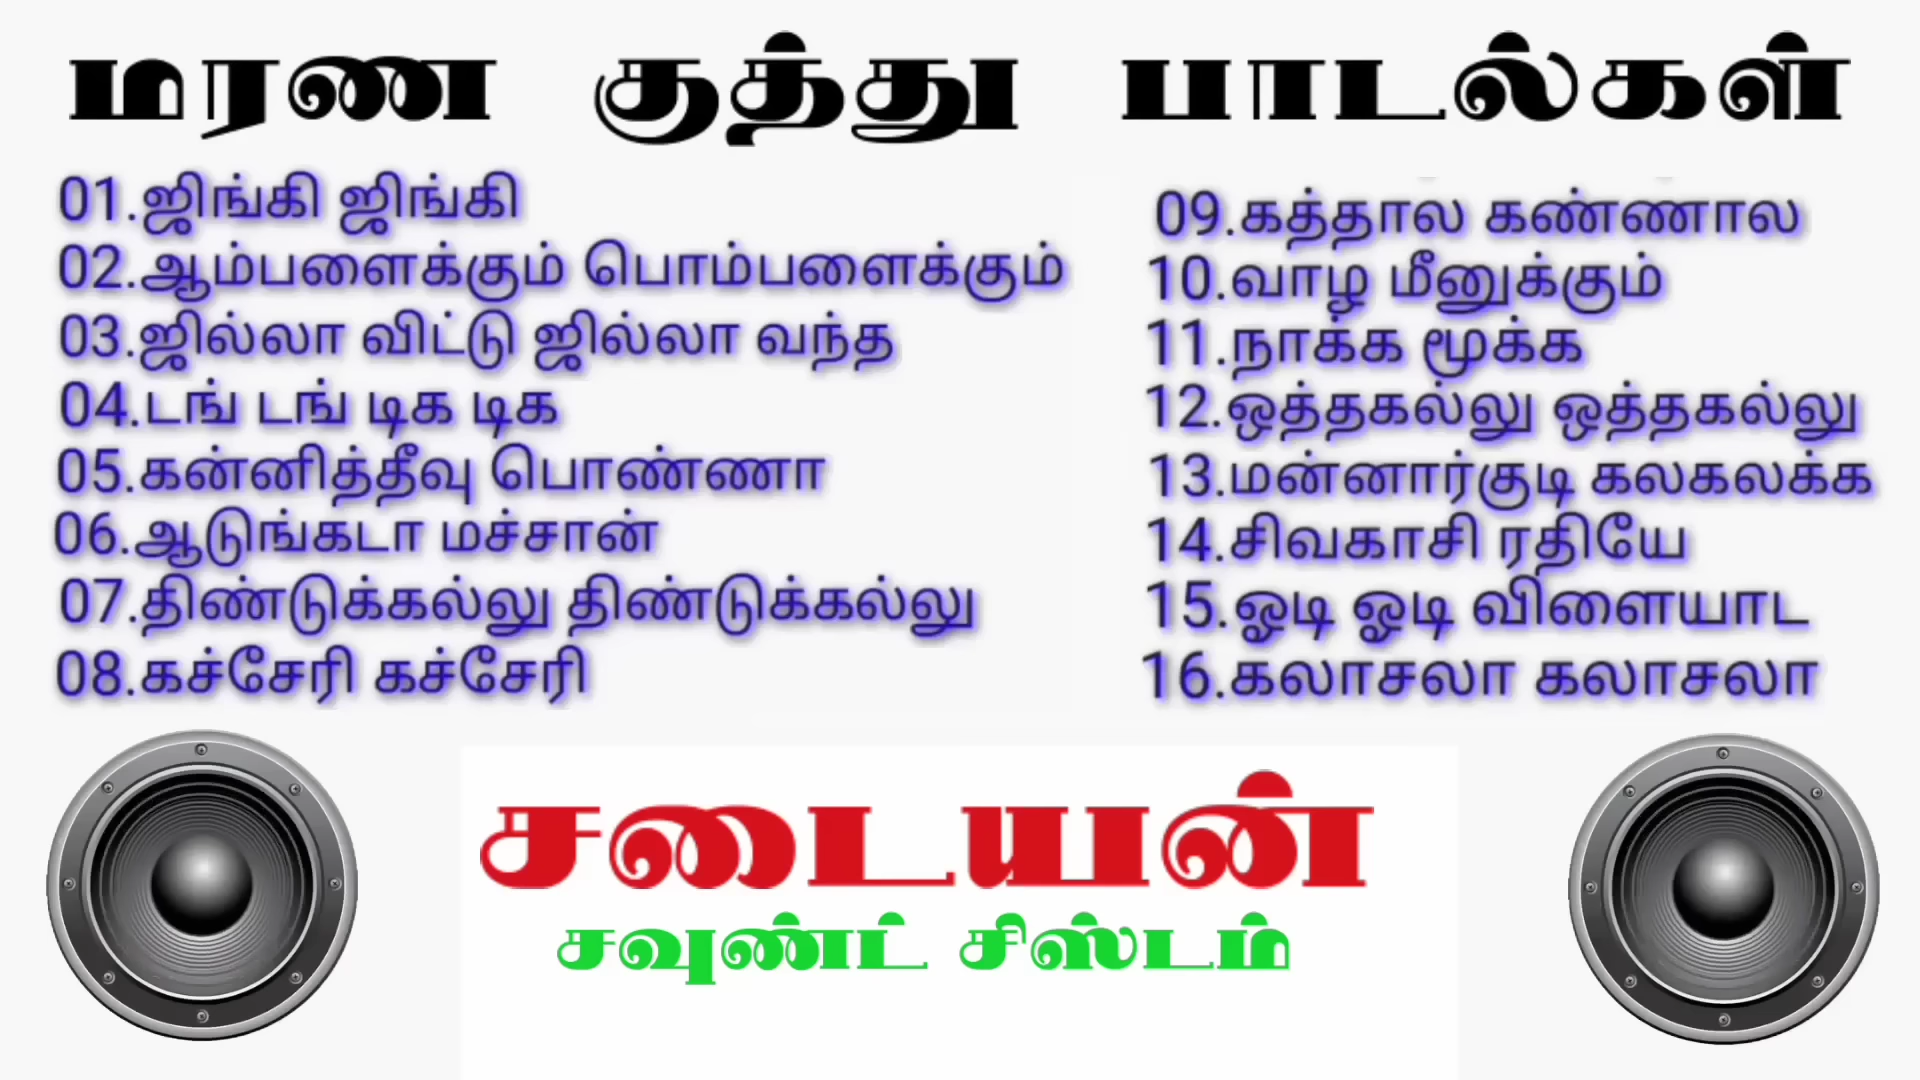 மரண குத்து பாடல்கள்
01.ஜிங்கி ஜிங்கி
02.ஆம்பளைக்கும் பொம்பளைக்கும்
03.ஜில்லா விட்டு ஜில்லா வந்த
04.டங் டங் டிக டிக
05.கன்னித்தீவு பொண்ணா
06.ஆடுங்கடா மச்சான்
07.திண்டுக்கல்லு திண்டுக்கல்லு
08.கச்சேரி கச்சேரி
09.கத்தால கண்ணால
10.வாழ மீனுக்கும்
11.நாக்க மூக்க
12.ஒத்தகல்லு ஒத்தகல்லு
13.மன்னார்குடி கலகலக்க
14.சிவகாசி ரதியே
15.ஓடி ஓடி விளையாட
16.கலாசலா கலாசலா
சடையன்
சவுண்ட் சிஸ்டம்